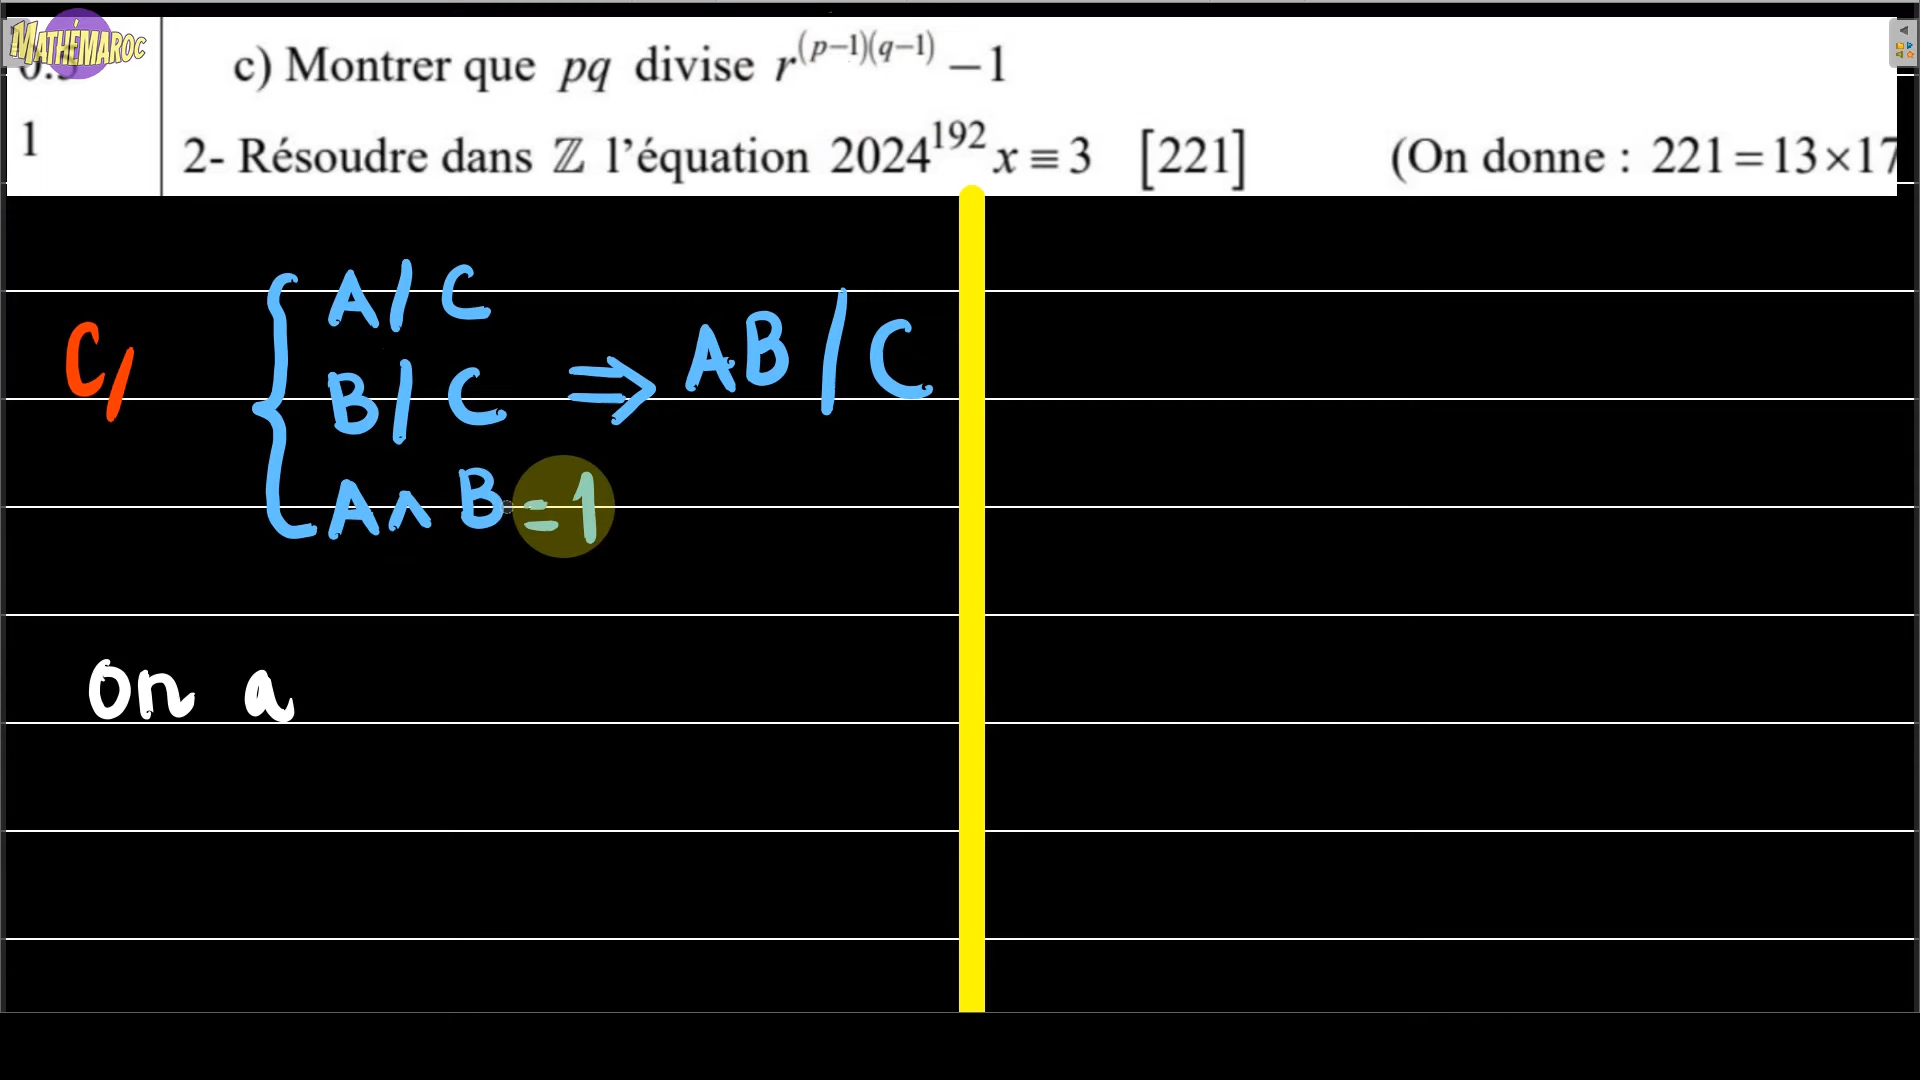 MATHÉMAROC
c) Montrer que pq divise r^{(p−1)(q−1)} −1
1
2- Résoudre dans ℤ l’équation 2024^{192} x ≡ 3 [221] (On donne : 221 = 13×17
C/
A / C
B / C ⇒ AB / C
A ∧ B = 1
on a